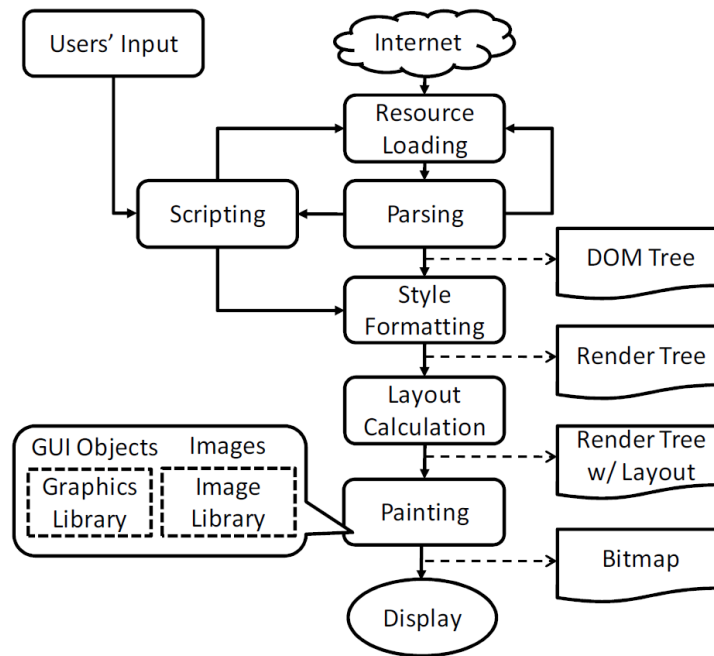 Users’ Input
Internet
Resource
Loading
Scripting
Parsing
DOM Tree
Style
Formatting
Render Tree
Layout
Calculation
GUI Objects
Images
Graphics
Library
Image
Library
Render Tree
w/ Layout
Painting
Bitmap
Display